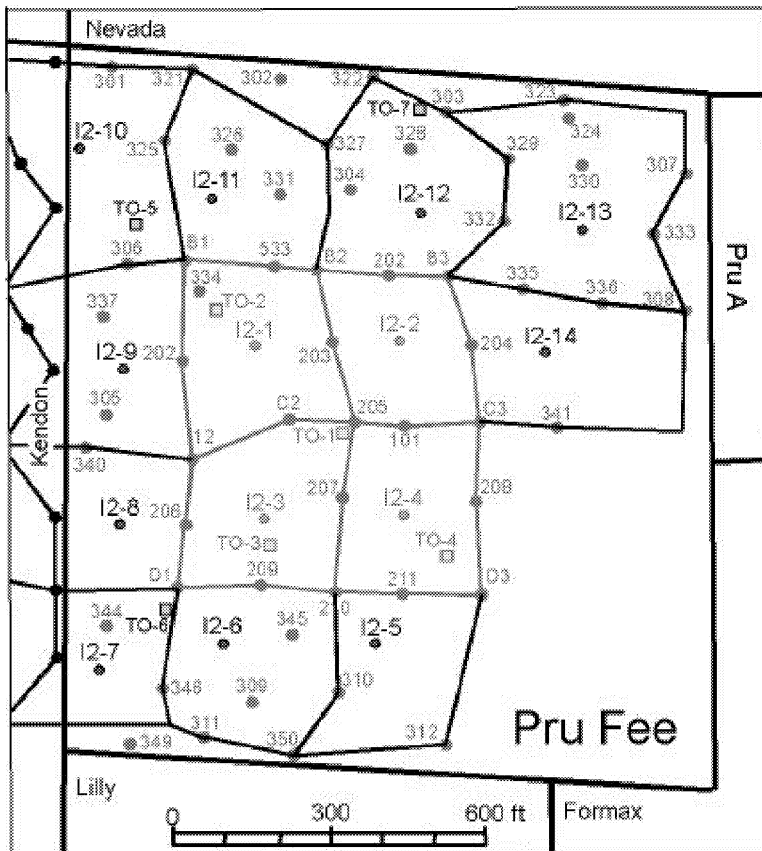 Nevada
301
321
302
322
TO-7
303
323
324
I2-10
325
326
327
328
329
330
307
331
304
I2-11
I2-12
332
I2-13
333
TO-5
Pru A
306
B1
533
B2
202
B3
335
336
308
334
337
TO-2
I2-1
I2-2
202
203
204
I2-14
I2-9
305
Kendon
C2
205
C3
12
TO-1
101
341
340
207
208
I2-8
206
I2-3
I2-4
TO-3
TO-4
D1
209
210
211
D3
344
TO-6
I2-6
345
I2-5
I2-7
346
309
310
Pru Fee
349
311
350
312
Lilly
0
300
600 ft
Formax